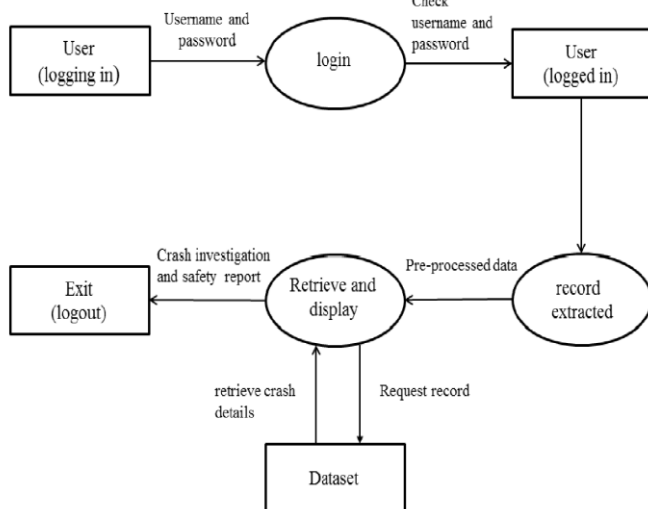 Username and
password
Check
username and
password
User
(logging in)
login
User
(logged in)
Crash investigation
and safety report
Pre-processed data
Exit
(logout)
Retrieve and
display
record
extracted
retrieve crash
details
Request record
Dataset